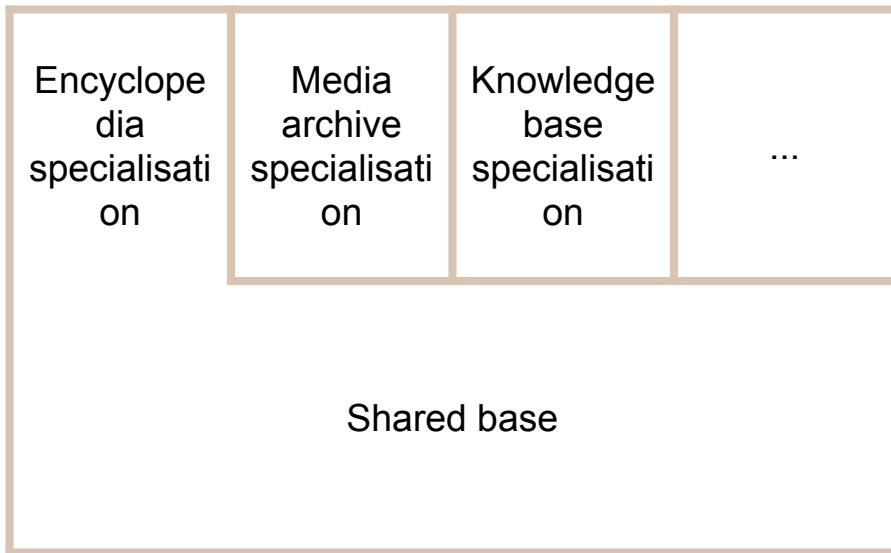 Encyclope
dia
specialisati
on
Media
archive
specialisati
on
Knowledge
base
specialisati
on
...
Shared base